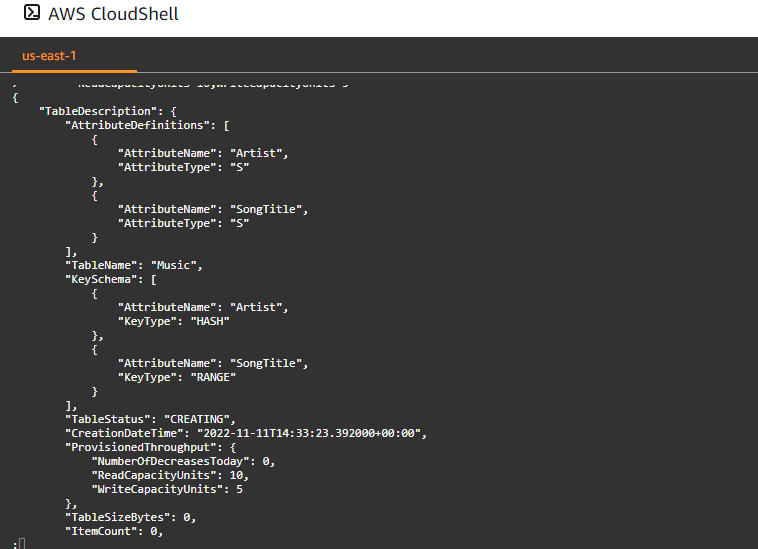 AWS CloudShell
us-east-1
{
    "TableDescription": {
        "AttributeDefinitions": [
            {
                "AttributeName": "Artist",
                "AttributeType": "S"
            },
            {
                "AttributeName": "SongTitle",
                "AttributeType": "S"
            }
        ],
        "TableName": "Music",
        "KeySchema": [
            {
                "AttributeName": "Artist",
                "KeyType": "HASH"
            },
            {
                "AttributeName": "SongTitle",
                "KeyType": "RANGE"
            }
        ],
        "TableStatus": "CREATING",
        "CreationDateTime": "2022-11-11T14:33:23.392000+00:00",
        "ProvisionedThroughput": {
            "NumberOfDecreasesToday": 0,
            "ReadCapacityUnits": 10,
            "WriteCapacityUnits": 5
        },
        "TableSizeBytes": 0,
        "ItemCount": 0,
: